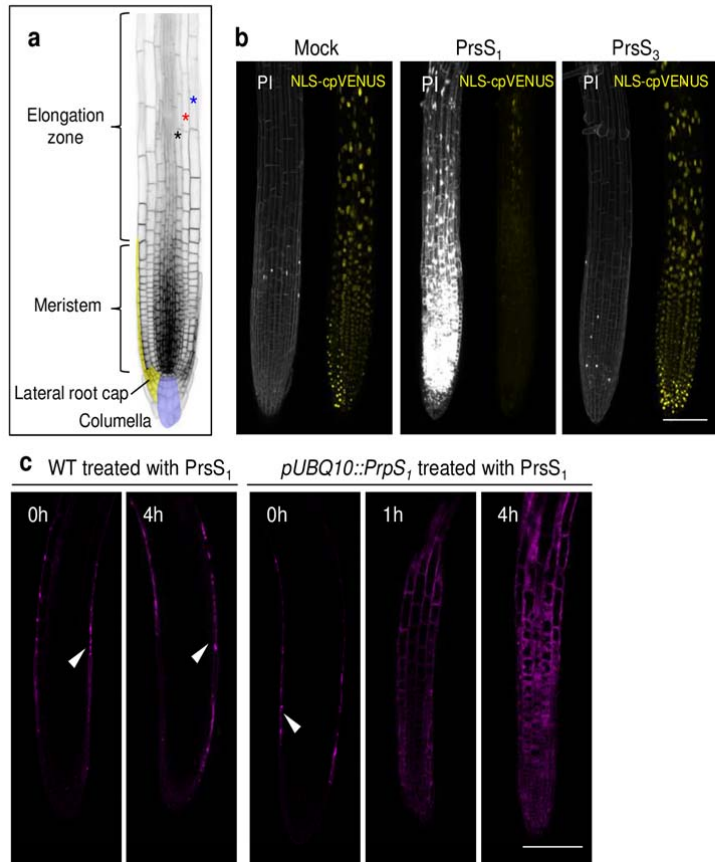 a
Elongation
zone
*
*
*
Meristem
Lateral root cap
Columella
b
Mock
PrsS₁
PrsS₃
PI
NLS-cpVENUS
PI
NLS-cpVENUS
PI
NLS-cpVENUS
c
WT treated with PrsS₁
pUBQ10::PrpS₁ treated with PrsS₁
0h
4h
0h
1h
4h